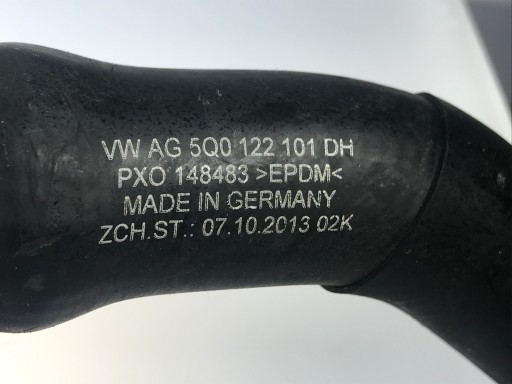 VW AG 5Q0 122 101 DH
PXO 148483 >EPDM<
MADE IN GERMANY
ZCH.ST.: 07.10.2013 02K